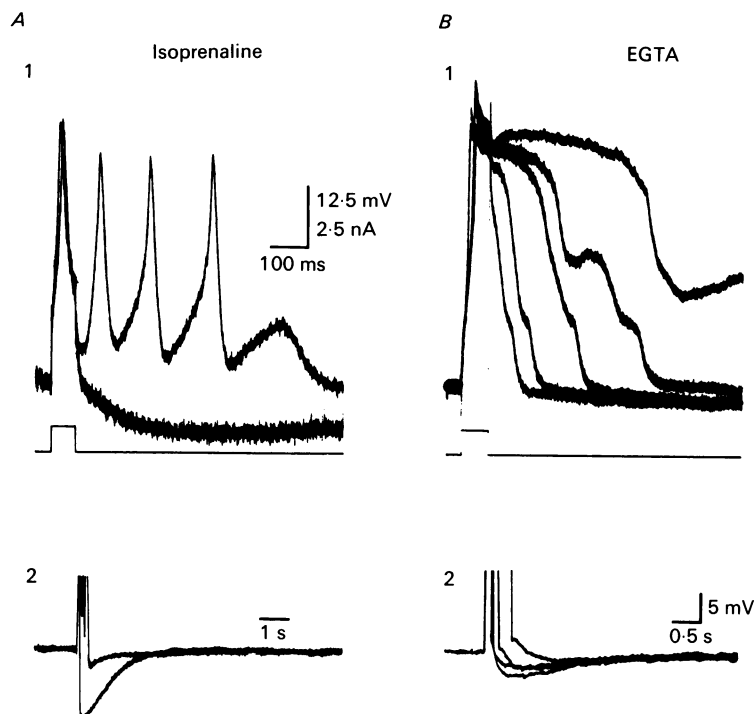 A
Isoprenaline
1
12·5 mV
2·5 nA
100 ms
2
1 s
B
EGTA
1
2
5 mV
0·5 s